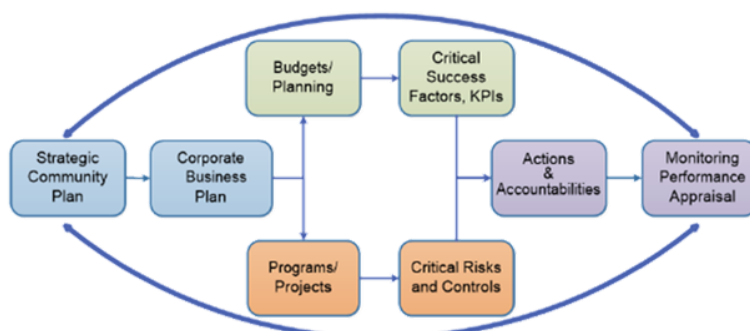 Budgets/
Planning
Critical
Success
Factors, KPIs
Strategic
Community
Plan
Corporate
Business
Plan
Actions
&
Accountabilities
Monitoring
Performance
Appraisal
Programs/
Projects
Critical Risks
and Controls